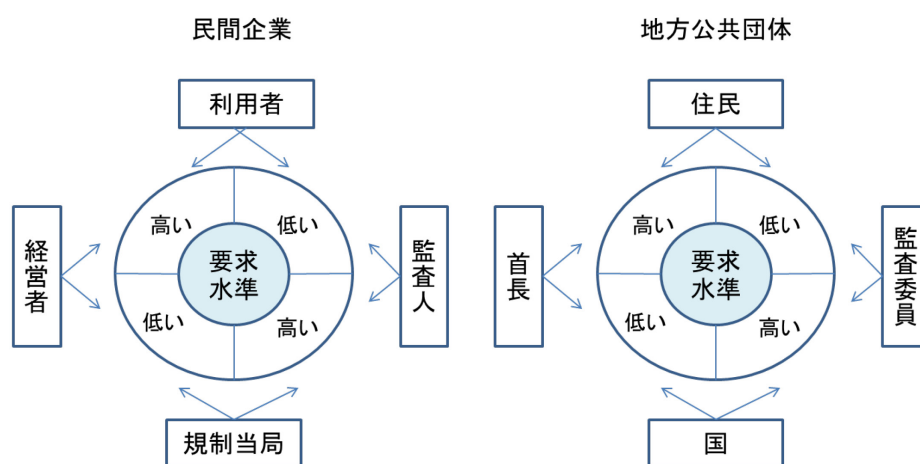 民間企業
利用者
経営者
高い
低い
要求
水準
低い
高い
監査人
規制当局
地方公共団体
住民
首長
高い
低い
要求
水準
低い
高い
監査委員
国